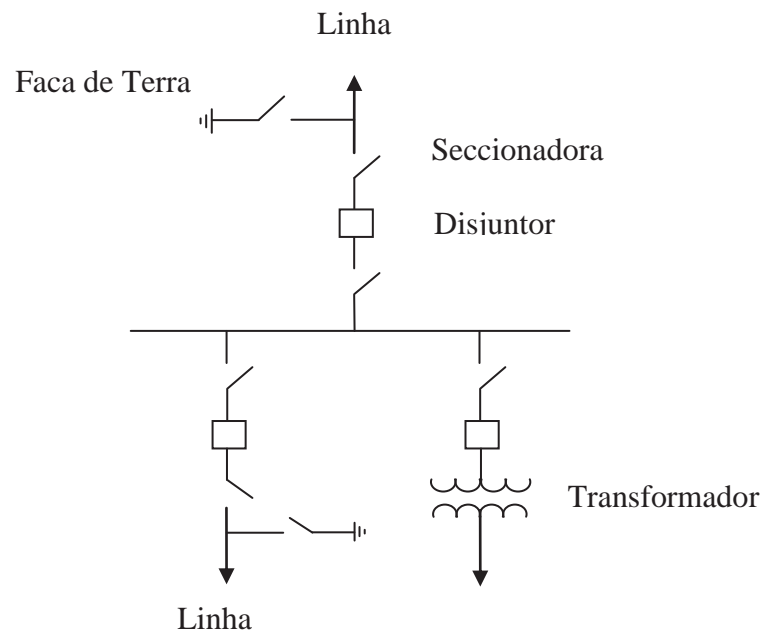 Linha
Faca de Terra
Seccionadora
Disjuntor
Transformador
Linha